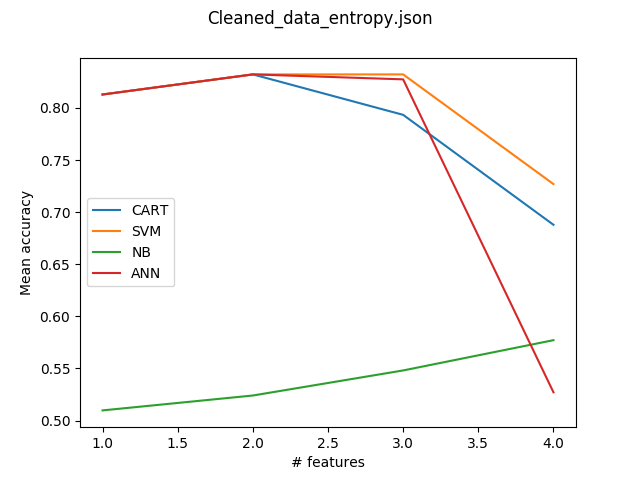 Cleaned_data_entropy.json
Mean accuracy
0.80
0.75
0.70
0.65
0.60
0.55
0.50
CART
SVM
NB
ANN
1.0 1.5 2.0 2.5 3.0 3.5 4.0
# features